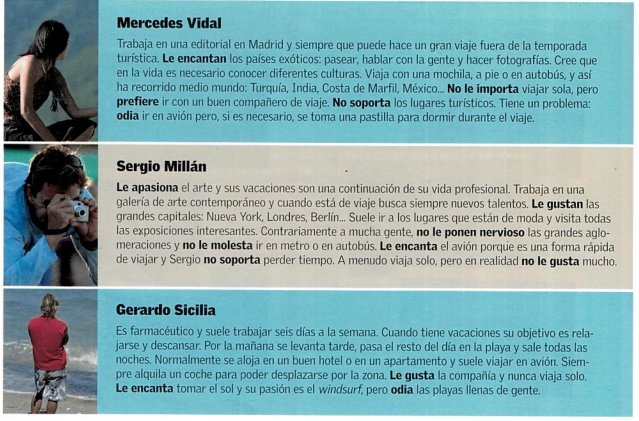 Mercedes Vidal
Trabaja en una editorial en Madrid y siempre que puede hace un gran viaje fuera de la temporada
turística. Le encantan los países exóticos: pasear, hablar con la gente y hacer fotografías. Cree que
en la vida es necesario conocer diferentes culturas. Viaja con una mochila, a pie o en autobús, y así
ha recorrido medio mundo: Turquía, India, Costa de Marfil, México... No le importa viajar sola, pero
prefiere ir con un buen compañero de viaje. No soporta los lugares turísticos. Tiene un problema:
odia ir en avión pero, si es necesario, se toma una pastilla para dormir durante el viaje.
Sergio Millán
Le apasiona el arte y sus vacaciones son una continuación de su vida profesional. Trabaja en una
galería de arte contemporáneo y cuando está de viaje busca siempre nuevos talentos. Le gustan las
grandes capitales: Nueva York, Londres, Berlín... Suele ir a los lugares que están de moda y visita todas
las exposiciones interesantes. Contrariamente a mucha gente, no le ponen nervioso las grandes aglo-
meraciones y no le molesta ir en metro o en autobús. Le encanta el avión porque es una forma rápida
de viajar y Sergio no soporta perder tiempo. A menudo viaja solo, pero en realidad no le gusta mucho.
Gerardo Sicilia
Es farmacéutico y suele trabajar seis días a la semana. Cuando tiene vacaciones su objetivo es rela-
jarse y descansar. Por la mañana se levanta tarde, pasa el resto del día en la playa y sale todas las
noches. Normalmente se aloja en un buen hotel o en un apartamento y suele viajar en avión. Siem-
pre alquila un coche para poder desplazarse por la zona. Le gusta la compañía y nunca viaja solo.
Le encanta tomar el sol y su pasión es el windsurf, pero odia las playas llenas de gente.